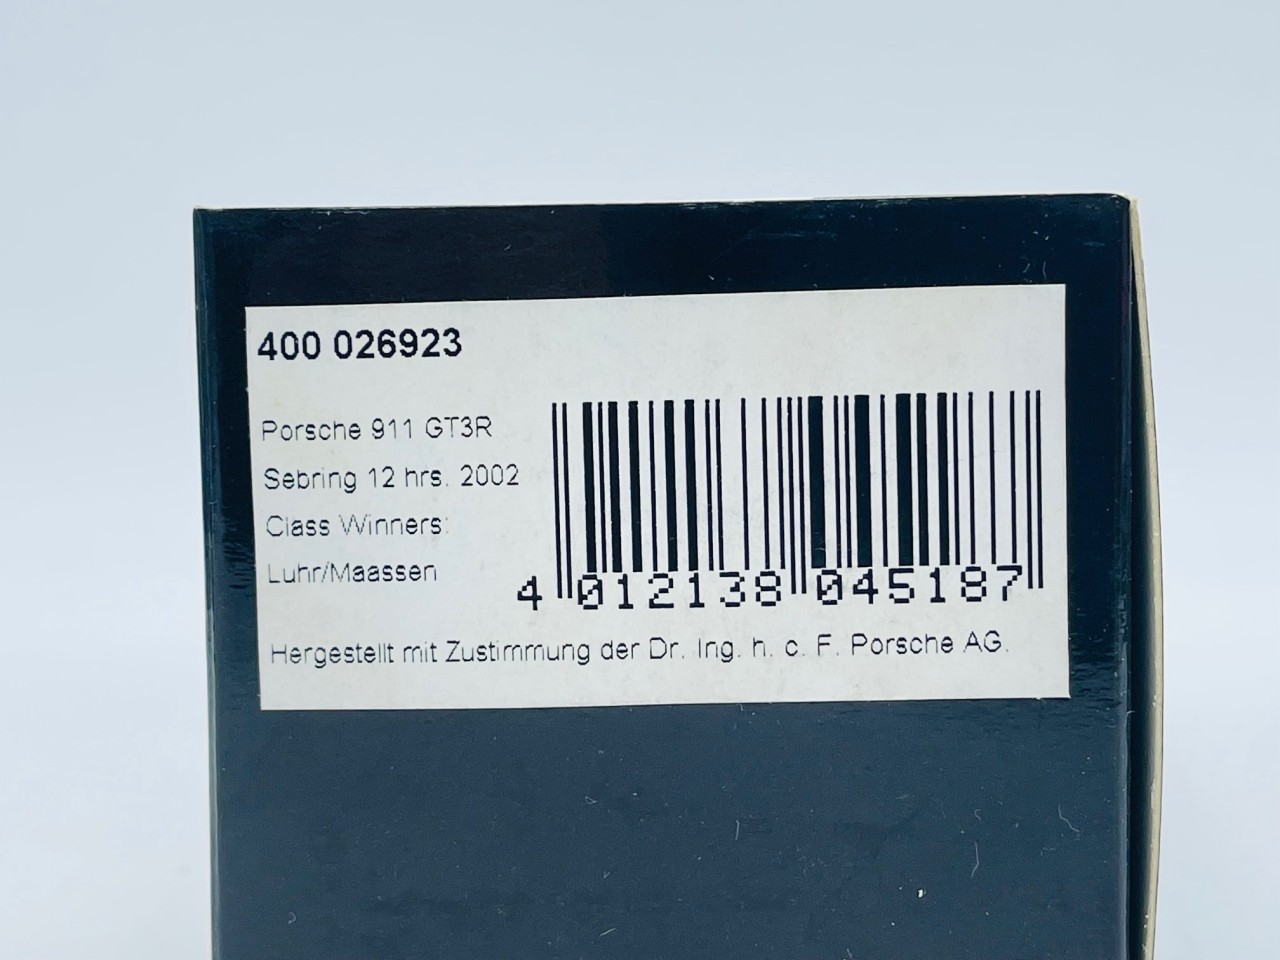 400 026923
Porsche 911 GT3R
Sebring 12 hrs. 2002
Class Winners:
Luhr/Maassen
4 012138 045187
Hergestellt mit Zustimmung der Dr. Ing. h. c. F. Porsche AG.